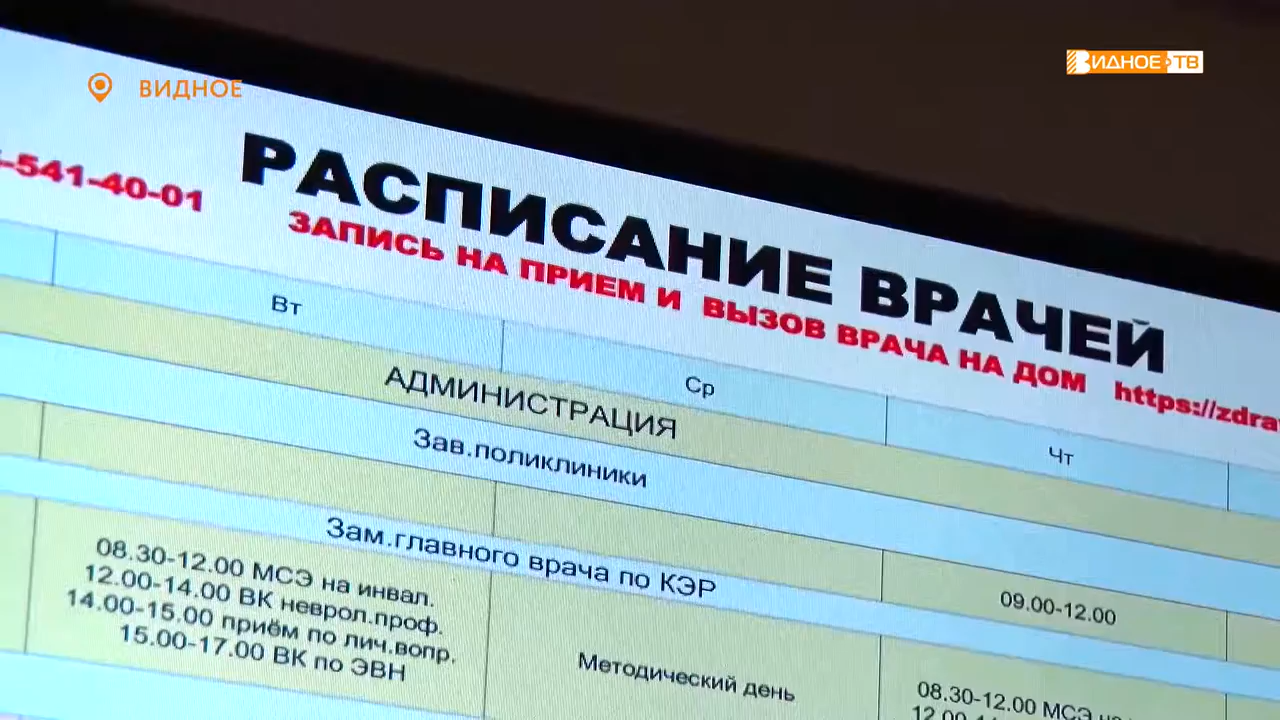 ВИДНОЕ
ВИДНОЕ ТВ
-541-40-01
РАСПИСАНИЕ ВРАЧЕЙ
ЗАПИСЬ НА ПРИЕМ И ВЫЗОВ ВРАЧА НА ДОМ https://zdra
Вт
Ср
Чт
АДМИНИСТРАЦИЯ
Зав.поликлиники
09.00-12.00
Зам.главного врача по КЭР
08.30-12.00 МСЭ на инвал.
12.00-14.00 ВК неврол.проф.
14.00-15.00 приём по лич.вопр.
15.00-17.00 ВК по ЭВН
Методический день
08.30-12.00 МСЭ